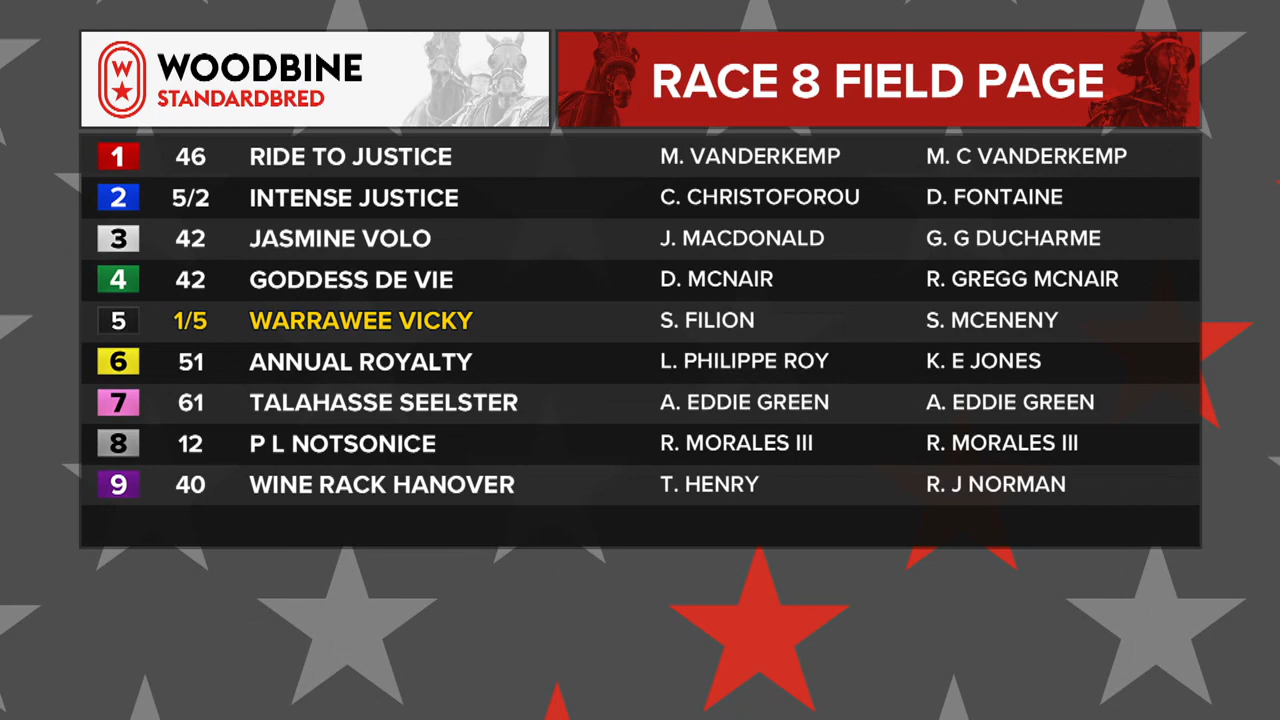 W
WOODBINE
STANDARDBRED
RACE 8 FIELD PAGE
1 46 RIDE TO JUSTICE M. VANDERKEMP M. C VANDERKEMP
2 5/2 INTENSE JUSTICE C. CHRISTOFOROU D. FONTAINE
3 42 JASMINE VOLO J. MACDONALD G. G DUCHARME
4 42 GODDESS DE VIE D. MCNAIR R. GREGG MCNAIR
5 1/5 WARRAWEE VICKY S. FILION S. MCENENY
6 51 ANNUAL ROYALTY L. PHILIPPE ROY K. E JONES
7 61 TALAHASSE SEELSTER A. EDDIE GREEN A. EDDIE GREEN
8 12 P L NOTSONICE R. MORALES III R. MORALES III
9 40 WINE RACK HANOVER T. HENRY R. J NORMAN